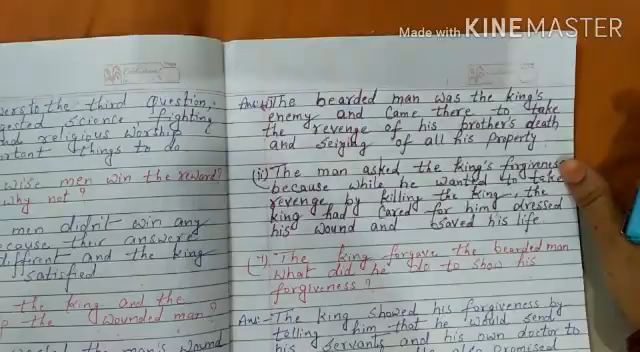 Made with KINEMASTER
wers to the third question,
gested science, fighting
and religious worship
ortant things to do
wise men win the reward?
why not?
men didn't win any
ecause their answers
different and the king
satisfied
the king and the
the wounded man?
the man's wound
Ans:-(i) The bearded man was the king's
enemy and came there to take
the revenge of his brother's death
and seizing of all his property
(ii) The man asked the king's forgiveness
because while he wanted to take
revenge by killing the king, the
king had cared for him dressed
his wound and saved his life
The king forgave the bearded man
What did he do to show his
forgiveness?
Ans:- The king showed his forgiveness by
telling him that he would send
his servants and his own doctor to
promised